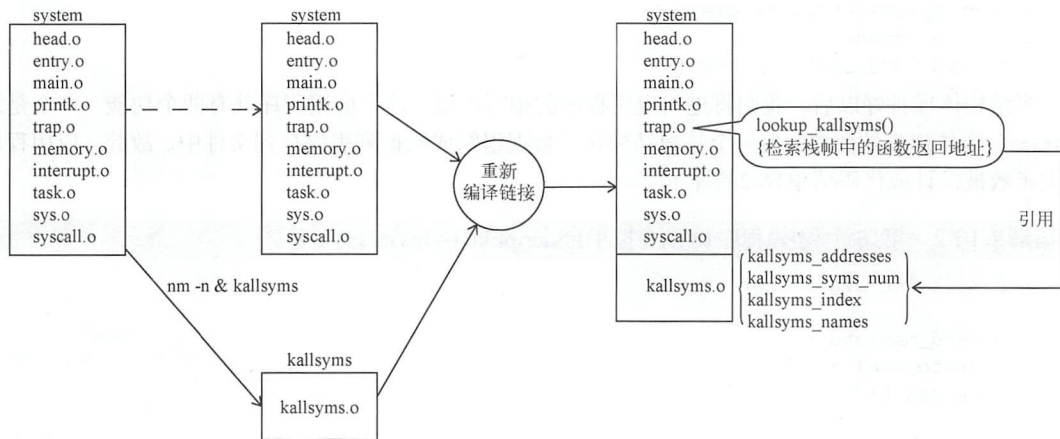 system
head.o
entry.o
main.o
printk.o
trap.o
memory.o
interrupt.o
task.o
sys.o
syscall.o
system
head.o
entry.o
main.o
printk.o
trap.o
memory.o
interrupt.o
task.o
sys.o
syscall.o
nm -n & kallsyms
kallsyms
kallsyms.o
重新
编译链接
system
head.o
entry.o
main.o
printk.o
trap.o
memory.o
interrupt.o
task.o
sys.o
syscall.o
kallsyms.o
lookup_kallsyms()
{检索栈帧中的函数返回地址}
引用
kallsyms_addresses
kallsyms_syms_num
kallsyms_index
kallsyms_names